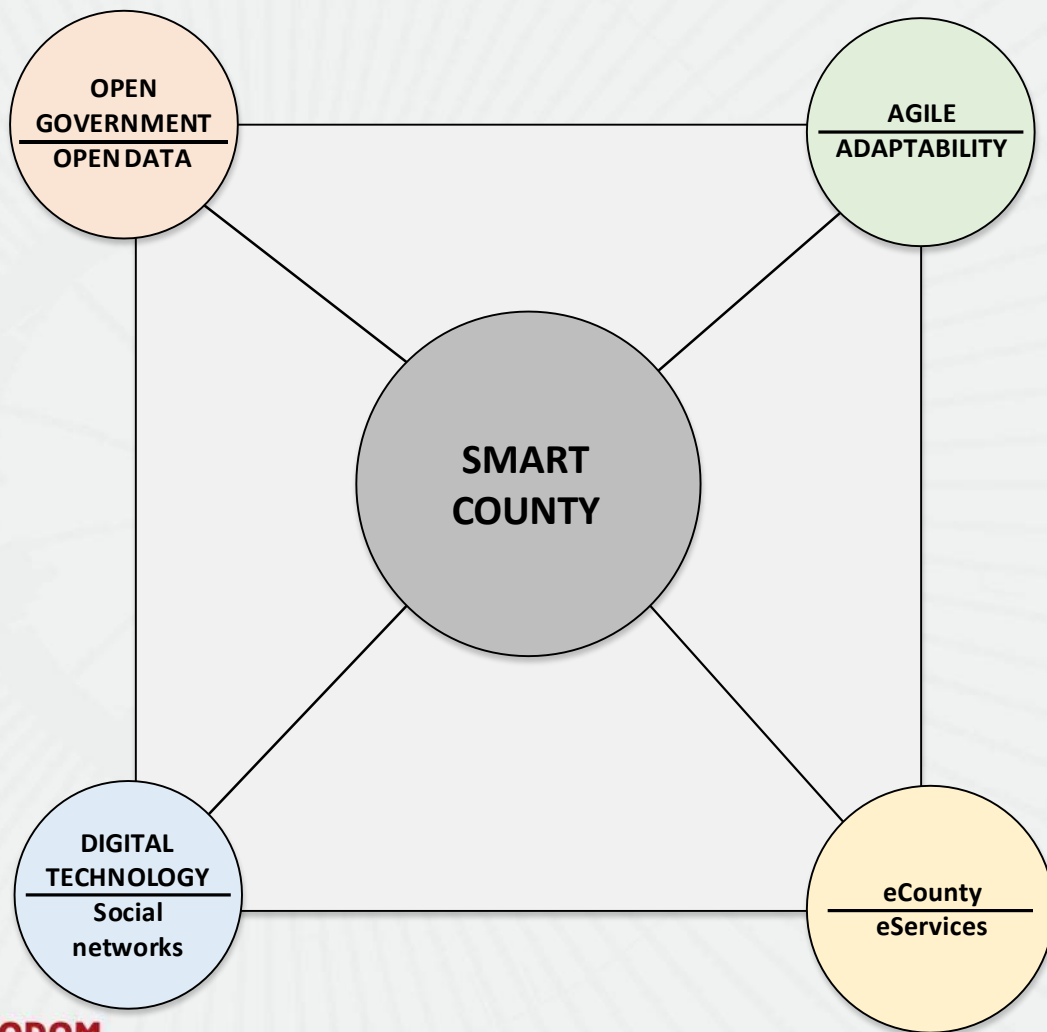 OPEN
GOVERNMENT
OPEN DATA
AGILE
ADAPTABILITY
SMART
COUNTY
DIGITAL
TECHNOLOGY
Social
networks
eCounty
eServices